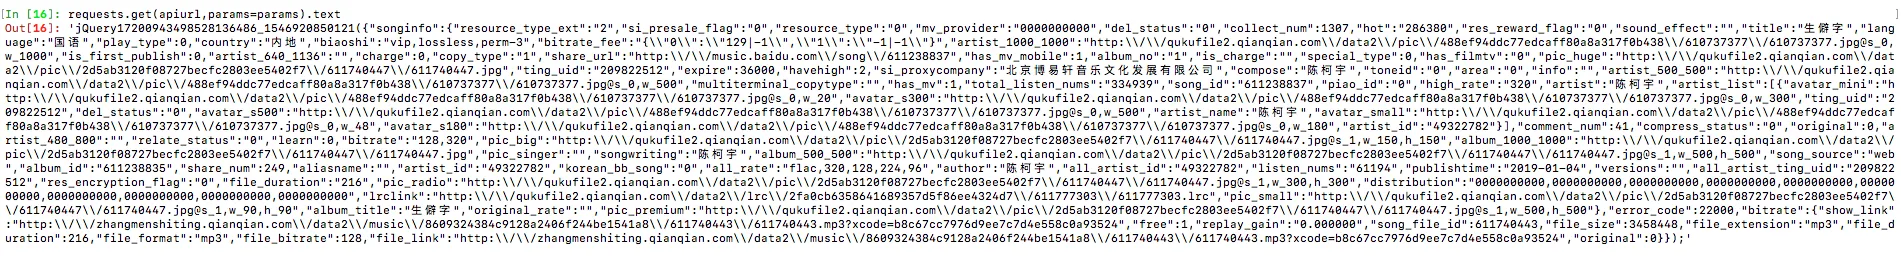 In [16]: requests.get(apiurl,params=params).text
Out[16]: 'jQuery17200943498528136486_1546920850121({"songinfo":{"resource_type_ext":"2","si_presale_flag":"0","resource_type":"0","mv_provider":"0000000000","del_status":"0","collect_num":1307,"hot":"286380","res_reward_flag":"0","sound_effect":"","title":"生僻字","lang
uage":"国语","play_type":0,"country":"内地","biaoshi":"vip,lossless,perm-3","bitrate_fee":"{\\"0\\":\\"129|-1\\",\\"1\\":\\"-1|-1\\"}","artist_1000_1000":"http:\\/\\/qukufile2.qianqian.com\\/data2\\/pic\\/488ef94ddc77edcaff80a8a317f0b438\\/610737377\\/610737377.jpg@s_0,
w_1000","is_first_publish":0,"artist_640_1136":"","charge":0,"copy_type":"1","share_url":"http:\\/\\/music.baidu.com\\/song\\/611238837","has_mv_mobile":1,"album_no":"1","is_charge":"","special_type":0,"has_filmtv":"0","pic_huge":"http:\\/\\/qukufile2.qianqian.com\\/dat
a2\\/pic\\/2d5ab3120f08727becfc2803ee5402f7\\/611740447\\/611740447.jpg","ting_uid":"209822512","expire":36000,"havehigh":2,"si_proxycompany":"北京博易轩音乐文化发展有限公司","compose":"陈柯宇","toneid":"0","area":"0","info":"","artist_500_500":"http:\\/\\/qukufile2.qi
anqian.com\\/data2\\/pic\\/488ef94ddc77edcaff80a8a317f0b438\\/610737377\\/610737377.jpg@s_0,w_500","multiterminal_copytype":"","has_mv":1,"total_listen_nums":"334939","song_id":"611238837","piao_id":"0","high_rate":"320","artist":"陈柯宇","artist_list":[{"avatar_mini":"h
ttp:\\/\\/qukufile2.qianqian.com\\/data2\\/pic\\/488ef94ddc77edcaff80a8a317f0b438\\/610737377\\/610737377.jpg@s_0,w_20","avatar_s300":"http:\\/\\/qukufile2.qianqian.com\\/data2\\/pic\\/488ef94ddc77edcaff80a8a317f0b438\\/610737377\\/610737377.jpg@s_0,w_300","ting_uid":"2
09822512","del_status":"0","avatar_s500":"http:\\/\\/qukufile2.qianqian.com\\/data2\\/pic\\/488ef94ddc77edcaff80a8a317f0b438\\/610737377\\/610737377.jpg@s_0,w_500","artist_name":"陈柯宇","avatar_small":"http:\\/\\/qukufile2.qianqian.com\\/data2\\/pic\\/488ef94ddc77edcaff
80a8a317f0b438\\/610737377\\/610737377.jpg@s_0,w_48","avatar_s180":"http:\\/\\/qukufile2.qianqian.com\\/data2\\/pic\\/488ef94ddc77edcaff80a8a317f0b438\\/610737377\\/610737377.jpg@s_0,w_180","artist_id":"49322782"}],"comment_num":41,"compress_status":"0","original":0,"a
rtist_480_800":"","relate_status":"0","learn":0,"bitrate":"128,320","pic_big":"http:\\/\\/qukufile2.qianqian.com\\/data2\\/pic\\/2d5ab3120f08727becfc2803ee5402f7\\/611740447\\/611740447.jpg@s_1,w_150,h_150","album_1000_1000":"http:\\/\\/qukufile2.qianqian.com\\/data2\\/
pic\\/2d5ab3120f08727becfc2803ee5402f7\\/611740447\\/611740447.jpg","pic_singer":"","songwriting":"陈柯宇","album_500_500":"http:\\/\\/qukufile2.qianqian.com\\/data2\\/pic\\/2d5ab3120f08727becfc2803ee5402f7\\/611740447\\/611740447.jpg@s_1,w_500,h_500","song_source":"web
","album_id":"611238835","share_num":249,"aliasname":"","artist_id":"49322782","korean_bb_song":"0","all_rate":"flac,320,128,224,96","author":"陈柯宇","all_artist_id":"49322782","listen_nums":"61194","publishtime":"2019-01-04","versions":"","all_artist_ting_uid":"209822
512","res_encryption_flag":"0","file_duration":"216","pic_radio":"http:\\/\\/qukufile2.qianqian.com\\/data2\\/pic\\/2d5ab3120f08727becfc2803ee5402f7\\/611740447\\/611740447.jpg@s_1,w_300,h_300","distribution":"0000000000,0000000000,0000000000,0000000000,0000000000,00000
00000,0000000000,0000000000,0000000000,0000000000","lrclink":"http:\\/\\/qukufile2.qianqian.com\\/data2\\/lrc\\/2fa0cb6358641689357d5f86ee4324d7\\/611777303\\/611777303.lrc","pic_small":"http:\\/\\/qukufile2.qianqian.com\\/data2\\/pic\\/2d5ab3120f08727becfc2803ee5402f7\
\/611740447\\/611740447.jpg@s_1,w_90,h_90","album_title":"生僻字","original_rate":"","pic_premium":"http:\\/\\/qukufile2.qianqian.com\\/data2\\/pic\\/2d5ab3120f08727becfc2803ee5402f7\\/611740447\\/611740447.jpg@s_1,w_500,h_500"},"error_code":22000,"bitrate":{"show_link"
:"http:\\/\\/zhangmenshiting.qianqian.com\\/data2\\/music\\/8609324384c9128a2406f244be1541a8\\/611740443\\/611740443.mp3?xcode=b8c67cc7976d9ee7c7d4e558c0a93524","free":1,"replay_gain":"0.000000","song_file_id":611740443,"file_size":3458448,"file_extension":"mp3","file_d
uration":216,"file_format":"mp3","file_bitrate":128,"file_link":"http:\\/\\/zhangmenshiting.qianqian.com\\/data2\\/music\\/8609324384c9128a2406f244be1541a8\\/611740443\\/611740443.mp3?xcode=b8c67cc7976d9ee7c7d4e558c0a93524","original":0}});'